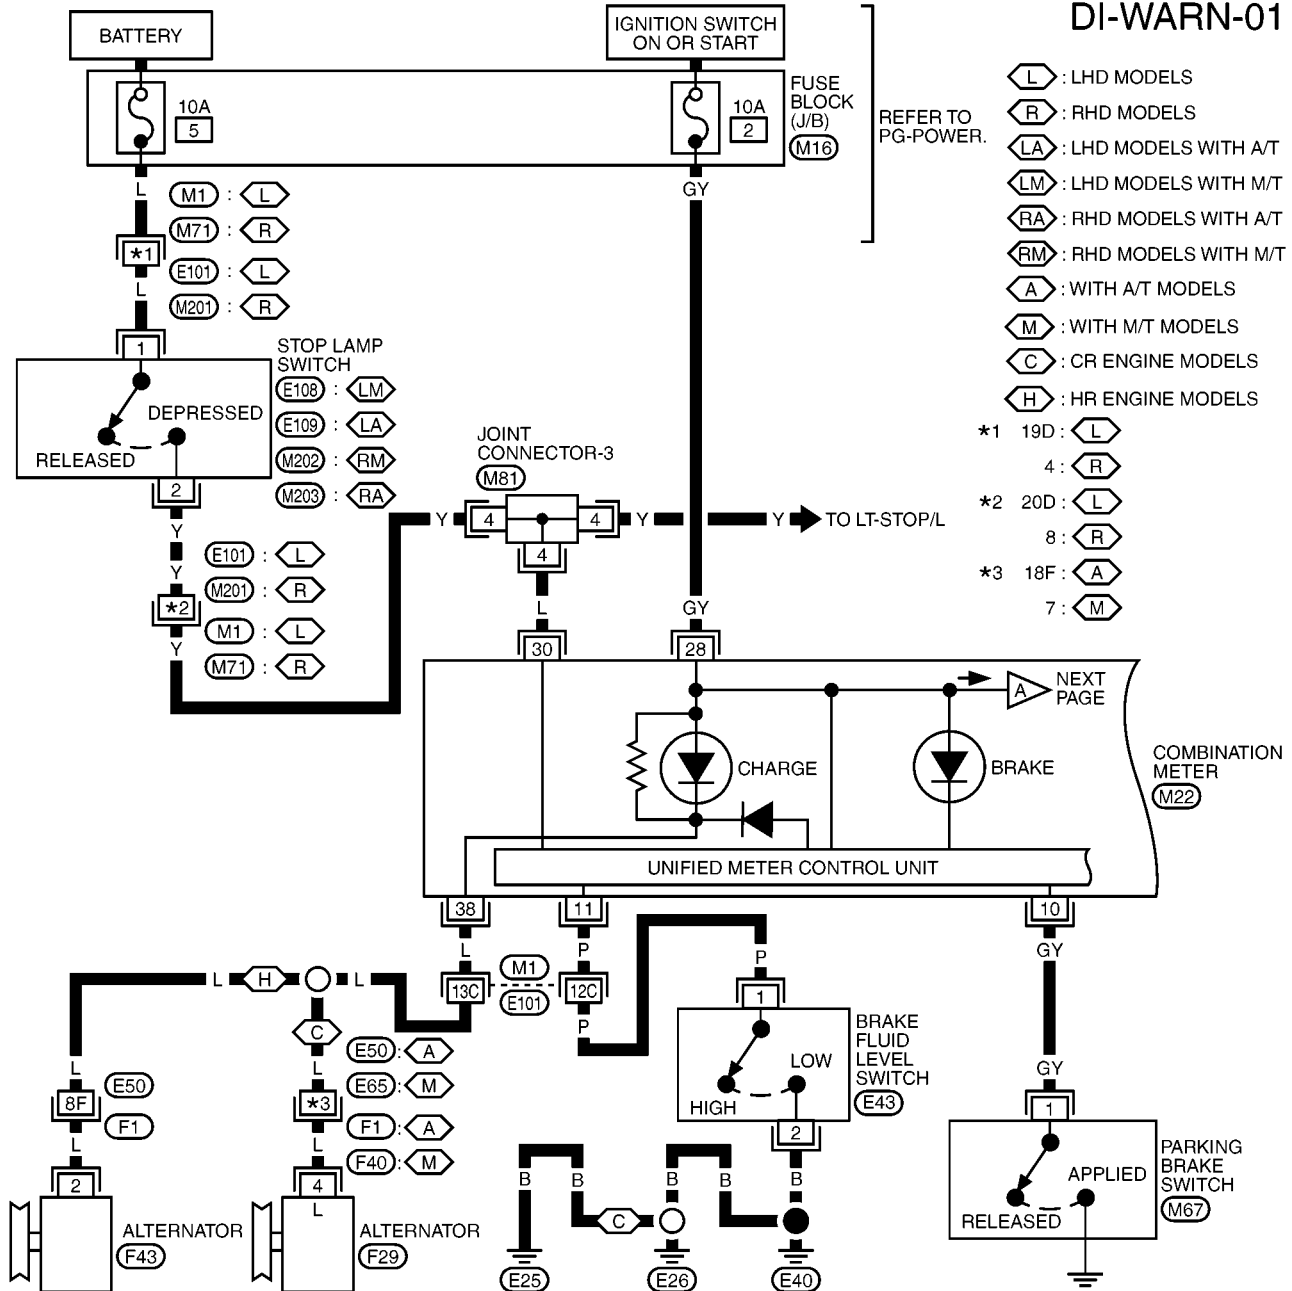 DI-WARN-01
BATTERY
IGNITION SWITCH
ON OR START
10A
5
10A
2
FUSE
BLOCK
(J/B)
M16
REFER TO
PG-POWER.
L : LHD MODELS
R : RHD MODELS
LA : LHD MODELS WITH A/T
LM : LHD MODELS WITH M/T
RA : RHD MODELS WITH A/T
RM : RHD MODELS WITH M/T
A : WITH A/T MODELS
M : WITH M/T MODELS
C : CR ENGINE MODELS
H : HR ENGINE MODELS
*1 19D : L
4 : R
*2 20D : L
8 : R
*3 18F : A
7 : M
L
GY
M1 : L
M71 : R
*1
E101 : L
L
M201 : R
1
STOP LAMP
SWITCH
E108 : LM
E109 : LA
M202 : RM
M203 : RA
DEPRESSED
RELEASED
2
Y
Y
E101 : L
M201 : R
*2
M1 : L
Y
M71 : R
JOINT
CONNECTOR-3
M81
Y 4 4 Y Y TO LT-STOP/L
4
L
GY
30
28
A
NEXT
PAGE
CHARGE
BRAKE
COMBINATION
METER
M22
UNIFIED METER CONTROL UNIT
38
11
10
L
P
GY
L H L
13C
M1
E101
12C
P
P
C
L
L
E50 : A
E65 : M
*3
F1 : A
F40 : M
L
8F
E50
F1
L
2
4
L
ALTERNATOR
F43
ALTERNATOR
F29
1
BRAKE
FLUID
LEVEL
SWITCH
E43
LOW
HIGH
2
B B B B B
C
E25
E26
E40
GY
1
PARKING
BRAKE
SWITCH
M67
APPLIED
RELEASED